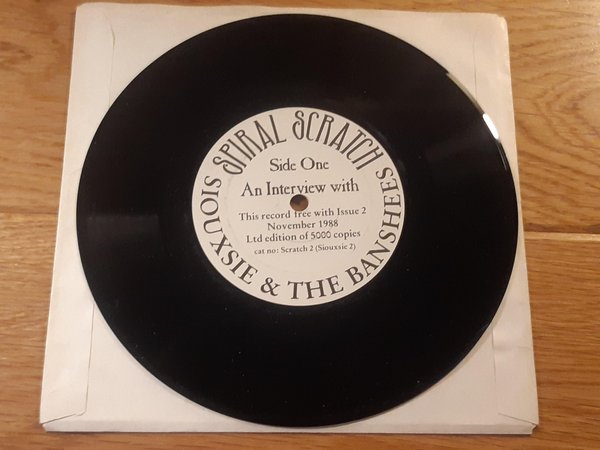 SPIRAL SCRATCH
Side One
An Interview with
This record free with Issue 2
November 1988
Ltd edition of 5000 copies
cat no: Scratch 2 (Siouxsie 2)
SIOUXSIE & THE BANSHEES